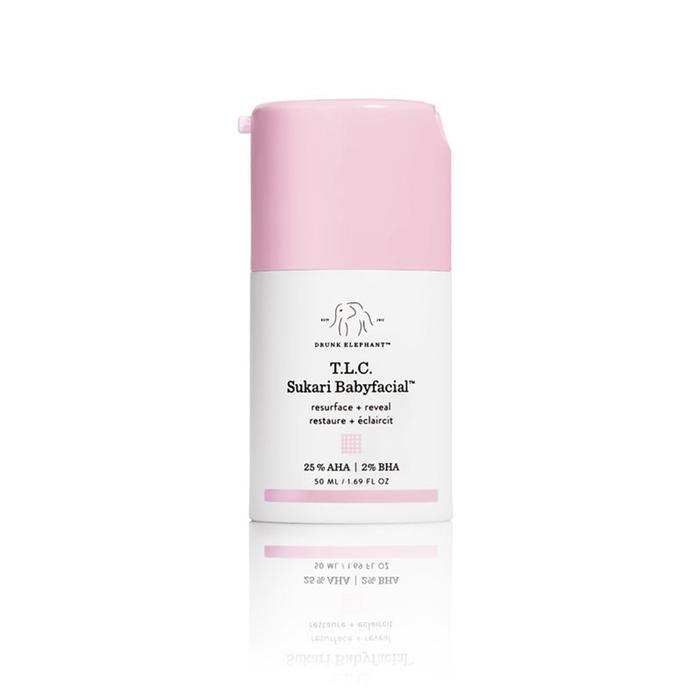 DRUNK ELEPHANT™
T.L.C.
Sukari Babyfacial™
resurface + reveal
restaure + éclaircit
25% AHA | 2% BHA
50 ML / 1.69 FL OZ